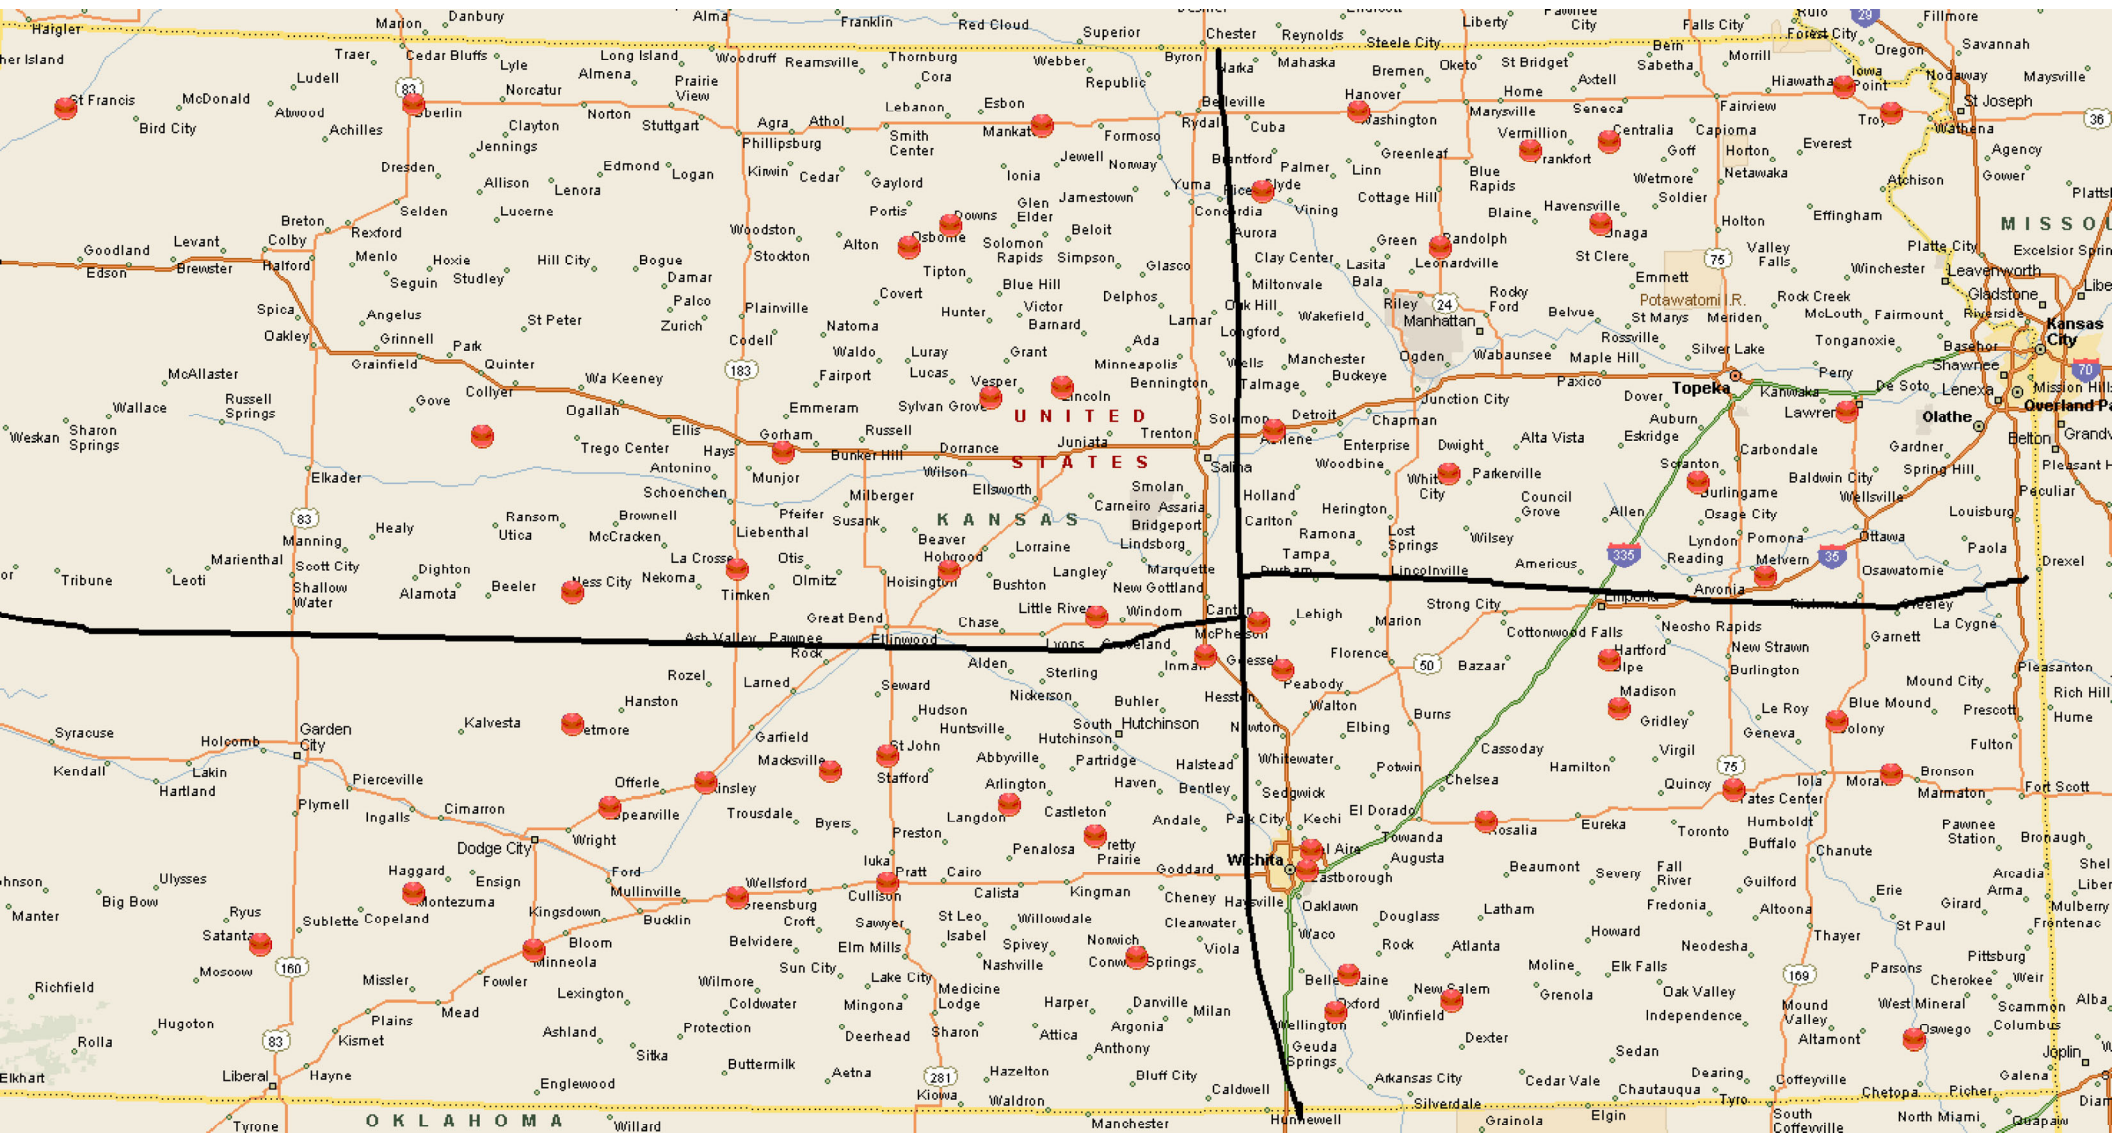 Haigler
Marion
Danbury
Alma
Franklin
Red Cloud
Superior
Chester
Reynolds
Steele City
Liberty
Pawnee
City
Falls City
Rulo
Forest City
29
Fillmore
Oregon
Savannah
her Island
Traer
Cedar Bluffs
Lyle
Long Island
Woodruff
Reamsville
Thornburg
Webber
Byron
Narka
Mahaska
Bremen
Oketo
St Bridget
Bern
Sabetha
Morrill
Iowa
Point
Nodaway
Maysville
Ludell
83
Almena
Prairie
View
Cora
Republic
Axtell
Hiawatha
St Francis
McDonald
Atwood
Oberlin
Norcatur
Norton
Stuttgart
Lebanon
Esbon
Belleville
Hanover
Home
Marysville
Seneca
Fairview
St Joseph
Bird City
Achilles
Clayton
Agra
Athol
Smith
Center
Formoso
Rydal
Cuba
Washington
Vermillion
Centralia
Capioma
Troy
Wathena
36
Jennings
Phillipsburg
Jewell
Norway
Brantford
Palmer
Greenleaf
Frankfort
Goff
Horton
Everest
Agency
Dresden
Edmond
Logan
Kirwin
Cedar
Gaylord
Ionia
Linn
Blue
Rapids
Wetmore
Netawaka
Gower
Allison
Lenora
Yuma
Rice
Clyde
Cottage Hill
Soldier
Atchison
Selden
Lucerne
Portis
Downs
Glen
Elder
Jamestown
Concordia
Vining
Blaine
Havensville
Holton
Effingham
MISSOU
Breton
Rexford
Woodston
Alton
Osborne
Solomon
Rapids
Beloit
Aurora
Green
Randolph
Onaga
Goodland
Levant
Colby
Menlo
Hoxie
Hill City
Bogue
Stockton
Simpson
Glasco
Clay Center
Lasita
Leonardville
St Clere
75
Valley
Falls
Platte City
Excelsior Sprin
Edson
Brewster
Halford
Seguin
Studley
Damar
Tipton
Blue Hill
Miltonvale
Bala
Emmett
Winchester
Leavenworth
Spica
Angelus
St Peter
Palco
Zurich
Plainville
Covert
Hunter
Victor
Barnard
Delphos
Oak Hill
Wakefield
Riley
24
Rocky
Ford
Potawatomi I.R.
Rock Creek
Gladstone
Libe
Natoma
Lamar
Longford
Manhattan
Belvue
St Marys
Meriden
McLouth
Fairmount
Riverside
Kansas
City
Oakley
Grinnell
Park
Codell
Waldo
Luray
Grant
Ada
Wells
Manchester
Ogden
Wabaunsee
Maple Hill
Rossville
Silver Lake
Tonganoxie
Basehor
Grainfield
Quinter
183
Fairport
Lucas
Minneapolis
Buckeye
Shawnee
70
McAllaster
Gove
Collyer
Wa Keeney
Vesper
Lincoln
Bennington
Talmage
Junction City
Paxico
Topeka
Kanwaka
Perry
De Soto
Lenexa
Mission Hill
Wallace
Russell
Springs
Ogallah
Emmeram
Sylvan Grove
UNITED
Solomon
Detroit
Chapman
Dover
Auburn
Lawren
Olathe
Overland Pa
Weskan
Sharon
Springs
Ellis
Gorham
Russell
Dorrance
Juniata
Trenton
Enterprise
Dwight
Alta Vista
Eskridge
Carbondale
Gardner
Belton
Grandv
Trego Center
Hays
Bunker Hill
Wilson
STATES
Salina
Woodbine
White
City
Parkerville
Scranton
Baldwin City
Spring Hill
Pleasant H
Elkader
Antonino
Munjor
Ellsworth
Smolan
Holland
Council
Grove
Burlingame
Wellsville
Peculiar
Schoenchen
Milberger
Carneiro
Assaria
Herington
Allen
Osage City
Louisburg
83
Healy
Ransom
Utica
Brownell
Pfeifer
Susank
KANSAS
Bridgeport
Carlton
Ramona
Lost
Springs
Wilsey
Lyndon
Pomona
Ottawa
Manning
McCracken
Liebenthal
Beaver
Lorraine
Lindsborg
Tampa
335
Reading
Melvern
35
Paola
Drexel
Marienthal
Scott City
La Crosse
Otis
Holyrood
Langley
Marquette
Durham
Lincolnville
Americus
Osawatomie
or
Tribune
Leoti
Shallow
Water
Dighton
Alamota
Beeler
Ness City
Nekoma
Timken
Olmitz
Hoisington
Bushton
New Gottland
Arvonia
Emporia
Richmond
Greeley
Great Bend
Chase
Little River
Windom
Canton
Lehigh
Strong City
Neosho Rapids
La Cygne
Ash Valley
Pawnee
Rock
Ellinwood
Lyons
Groveland
McPherson
Marion
Cottonwood Falls
Garnett
Rozel
Larned
Alden
Sterling
Inman
Goessel
Florence
50
Bazaar
Hartford
Olpe
New Strawn
Burlington
Pleasanton
Hanston
Seward
Nickerson
Buhler
Hesston
Peabody
Madison
Mound City
Rich Hill
Kalvesta
Jetmore
Hudson
Huntsville
South
Hutchinson
Hutchinson
Walton
Burns
Gridley
Le Roy
Blue Mound
Prescott
Hume
Syracuse
Holcomb
Garden
City
Garfield
St John
Newton
Elbing
Cassoday
Virgil
Geneva
Colony
Fulton
Kendall
Lakin
Pierceville
Macksville
Stafford
Abbyville
Partridge
Halstead
Whitewater
Potwin
Chelsea
Hamilton
75
Iola
Moran
Bronson
Hartland
Offerle
Kinsley
Arlington
Haven
Bentley
Sedgwick
Quincy
Yates Center
Marmaton
Fort Scott
Plymell
Ingalls
Cimarron
Spearville
Trousdale
Byers
Langdon
Castleton
Andale
Park City
Kechi
El Dorado
Rosalia
Eureka
Toronto
Humboldt
Pawnee
Station
Bronaugh
Dodge City
Wright
Preston
Penalosa
Pretty
Prairie
Wichita
Bel Aire
Towanda
Augusta
Buffalo
Chanute
Haggard
Ulysses
Ensign
Ford
Iuka
Pratt
Cairo
Goddard
Eastborough
Beaumont
Severy
Fall
River
Guilford
Arcadia
Shel
ohnson
Big Bow
Montezuma
Mullinville
Wellsford
Greensburg
Cullison
Calista
Kingman
Cheney
Haysville
Oaklawn
Latham
Fredonia
Altoona
Erie
Arma
Liber
Manter
Ryus
Sublette
Copeland
Kingsdown
Bucklin
Croft
Sawyer
St Leo
Isabel
Willowdale
Clearwater
Douglass
Girard
Mulberry
Frontenac
Satanta
Bloom
Minneola
Belvidere
Elm Mills
Spivey
Nashville
Norwich
Conway Springs
Viola
Waco
Rock
Atlanta
Howard
Neodesha
Thayer
St Paul
Pittsburg
Moscow
160
Missler
Fowler
Wilmore
Sun City
Lake City
Belle Plaine
Moline
Elk Falls
169
Parsons
Cherokee
Weir
Richfield
Lexington
Coldwater
Mingona
Medicine
Lodge
Harper
Danville
Milan
Oxford
New Salem
Winfield
Grenola
Oak Valley
Independence
Mound
Valley
West Mineral
Scammon
Alba
Hugoton
Plains
Mead
Ashland
Protection
Deerhead
Sharon
Attica
Argonia
Wellington
Dexter
Altamont
Oswego
Columbus
Rolla
83
Kismet
Sitka
Anthony
Geuda
Springs
Sedan
Joplin
Elkhart
Liberal
Hayne
Englewood
Buttermilk
Aetna
281
Hazelton
Bluff City
Caldwell
Arkansas City
Cedar Vale
Chautauqua
Dearing
Coffeyville
Chetopa
Picher
Galena
Kiowa
Waldron
Silverdale
Tyro
Diam
Tyrone
OKLAHOMA
Willard
Manchester
Hunnewell
Grainola
Elgin
South
Coffeyville
North Miami
Quapaw